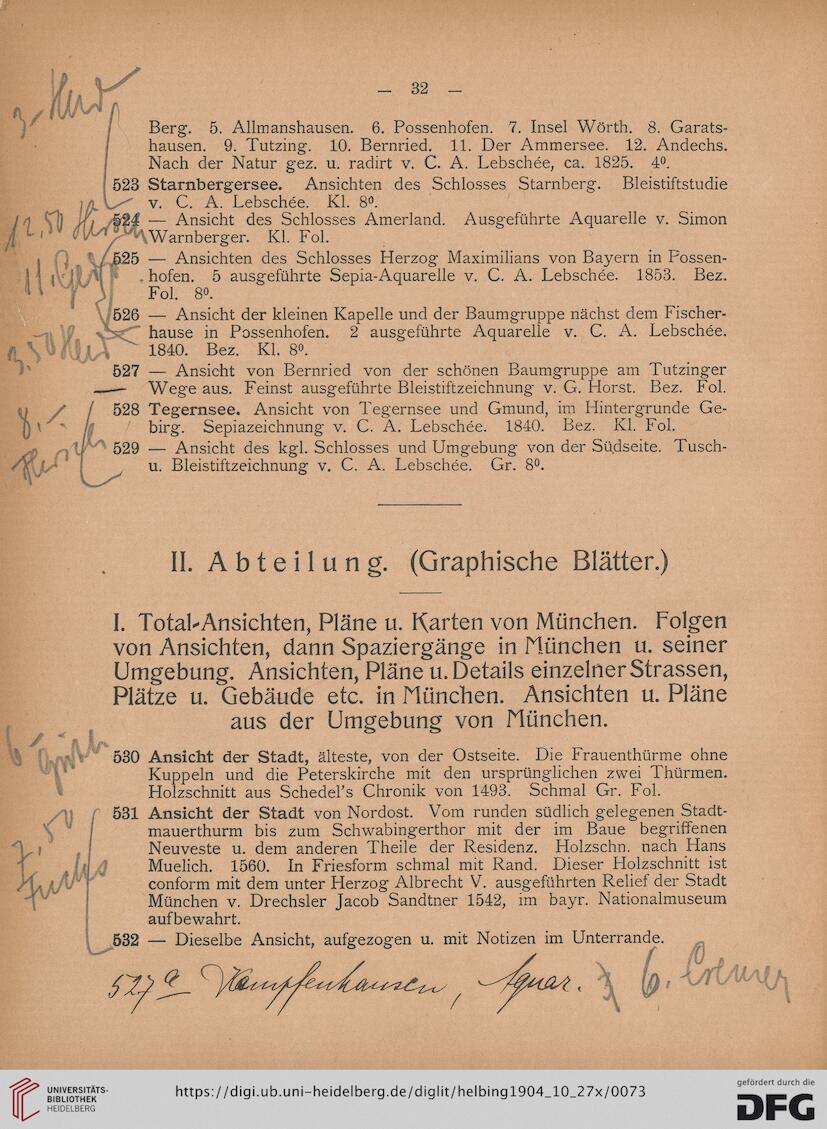 — 32 —
3,-
Berg. 5. Allmanshausen. 6. Possenhofen. 7. Insel Wörth. 8. Garats-
hausen. 9. Tutzing. 10. Bernried. 11. Der Ammersee. 12. Andechs.
Nach der Natur gez. u. radirt v. C. A. Lebschée, ca. 1825. 4⁰.
523 Starnbergersee. Ansichten des Schlosses Starnberg. Bleistiftstudie
v. C. A. Lebschée. Kl. 8⁰.
12,50 Hirsch
524 — Ansicht des Schlosses Amerland. Ausgeführte Aquarelle v. Simon
Warnberger. Kl. Fol.
11,
525 — Ansichten des Schlosses Herzog Maximilians von Bayern in Possen-
hofen. 5 ausgeführte Sepia-Aquarelle v. C. A. Lebschée. 1853. Bez.
Fol. 8⁰.
526 — Ansicht der kleinen Kapelle und der Baumgruppe nächst dem Fischer-
hause in Possenhofen. 2 ausgeführte Aquarelle v. C. A. Lebschée.
1840. Bez. Kl. 8⁰.
3,50
527 — Ansicht von Bernried von der schönen Baumgruppe am Tutzinger
Wege aus. Feinst ausgeführte Bleistiftzeichnung v. G. Horst. Bez. Fol.
8,-
528 Tegernsee. Ansicht von Tegernsee und Gmund, im Hintergrunde Ge-
birg. Sepiazeichnung v. C. A. Lebschée. 1840. Bez. Kl. Fol.
Hirsch
529 — Ansicht des kgl. Schlosses und Umgebung von der Südseite. Tusch-
u. Bleistiftzeichnung v. C. A. Lebschée. Gr. 8⁰.
II. Abteilung. (Graphische Blätter.)
I. Total-Ansichten, Pläne u. Karten von München. Folgen
von Ansichten, dann Spaziergänge in München u. seiner
Umgebung. Ansichten, Pläne u. Details einzelner Strassen,
Plätze u. Gebäude etc. in München. Ansichten u. Pläne
aus der Umgebung von München.
6-
530 Ansicht der Stadt, älteste, von der Ostseite. Die Frauenthürme ohne
Kuppeln und die Peterskirche mit den ursprünglichen zwei Thürmen.
Holzschnitt aus Schedel's Chronik von 1493. Schmal Gr. Fol.
7,50
Fuchs
531 Ansicht der Stadt von Nordost. Vom runden südlich gelegenen Stadt-
mauerthurm bis zum Schwabingerthor mit der im Baue begriffenen
Neuveste u. dem anderen Theile der Residenz. Holzschn. nach Hans
Muelich. 1560. In Friesform schmal mit Rand. Dieser Holzschnitt ist
conform mit dem unter Herzog Albrecht V. ausgeführten Relief der Stadt
München v. Drechsler Jacob Sandtner 1542, im bayr. Nationalmuseum
aufbewahrt.
532 — Dieselbe Ansicht, aufgezogen u. mit Notizen im Unterrande.
527a Kempfenhausen, Aquar. 6. Cremer
UNIVERSITÄTS-
BIBLIOTHEK
HEIDELBERG
https://digi.ub.uni-heidelberg.de/diglit/helbing1904_10_27x/0073
gefördert durch die
DFG